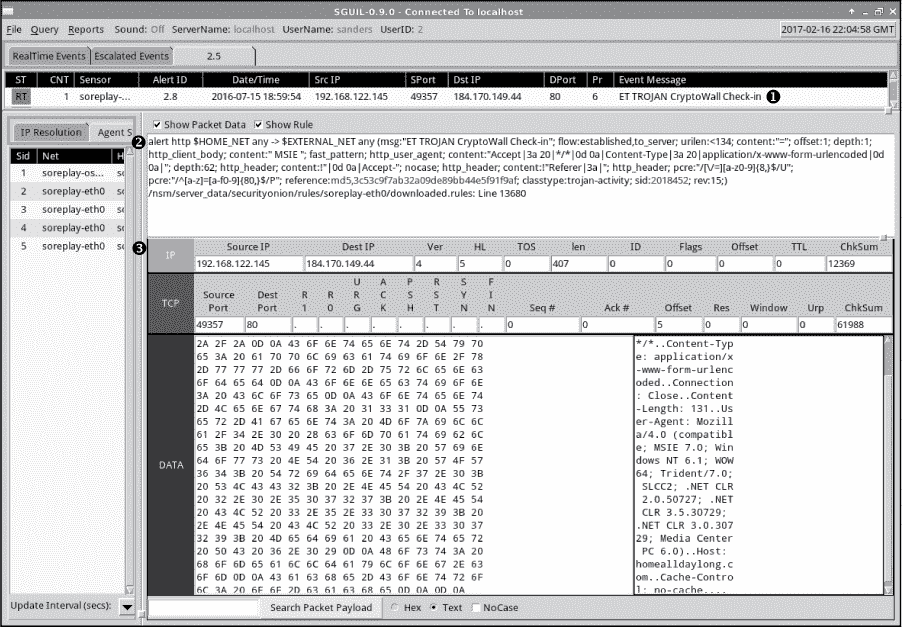 SGUIL-0.9.0 - Connected To localhost
File Query Reports Sound: Off ServerName: localhost UserName: sanders UserID: 2 2017-02-16 22:04:58 GMT
RealTime Events Escalated Events 2.5
ST CNT Sensor Alert ID Date/Time Src IP SPort Dst IP DPort Pr Event Message
RT 1 soreplay-... 2.8 2016-07-15 18:59:54 192.168.122.145 49357 184.170.149.44 80 6 ET TROJAN CryptoWall Check-in ❶
IP Resolution Agent S
Show Packet Data Show Rule
❷
alert http $HOME_NET any -> $EXTERNAL_NET any (msg:"ET TROJAN CryptoWall Check-in"; flow:established,to_server; urilen:<134; content:"="; offset:1; depth:1;
http_client_body; content:" MSIE "; fast_pattern; http_user_agent; content:"Accept|3a 20|*/*|0d 0a|Content-Type|3a 20|application/x-www-form-urlencoded|0d
0a|"; depth:62; http_header; content:!"|0d 0a|Accept-"; nocase; http_header; content:!"Referer|3a|"; http_header; pcre:"/[\/=][a-z0-9]{8,}$/U";
pcre:"/^[a-z]=[a-f0-9]{80,}$/P"; reference:md5,3c53c9f7ab32a09de89bb44e5f91f9af; classtype:trojan-activity; sid:2018452; rev:15;)
/nsm/server_data/securityonion/rules/soreplay-eth0/downloaded.rules: Line 13680
Sid Net H
1 soreplay-os... sc
2 soreplay-eth0 sc
3 soreplay-eth0 sc
4 soreplay-eth0 sc
5 soreplay-eth0 sc
❸
IP
Source IP Dest IP Ver HL TOS len ID Flags Offset TTL ChkSum
192.168.122.145 184.170.149.44 4 5 0 407 0 0 0 0 12369
TCP
U A P R S F
Source Dest R R R C S S Y I
Port Port 1 0 G K H T N N Seq # Ack # Offset Res Window Urp ChkSum
49357 80 . . . . . . . . 0 0 5 0 0 0 61988
DATA
2A 2F 2A 0D 0A 43 6F 6E 74 65 6E 74 2D 54 79 70 */*..Content-Typ
65 3A 20 61 70 70 6C 69 63 61 74 69 6F 6E 2F 78 e: application/x
2D 77 77 77 2D 66 6F 72 6D 2D 75 72 6C 65 6E 63 -www-form-urlenc
6F 64 65 64 0D 0A 43 6F 6E 6E 65 63 74 69 6F 6E oded..Connection
3A 20 43 6C 6F 73 65 0D 0A 43 6F 6E 74 65 6E 74 : Close..Content
2D 4C 65 6E 67 74 68 3A 20 31 33 31 0D 0A 55 73 -Length: 131..Us
65 72 2D 41 67 65 6E 74 3A 20 4D 6F 7A 69 6C 6C er-Agent: Mozill
61 2F 34 2E 30 20 28 63 6F 6D 70 61 74 69 62 6C a/4.0 (compatibl
65 3B 20 4D 53 49 45 20 37 2E 30 3B 20 57 69 6E e; MSIE 7.0; Win
64 6F 77 73 20 4E 54 20 36 2E 31 3B 20 57 4F 57 dows NT 6.1; WOW
36 34 3B 20 54 72 69 64 65 6E 74 2F 37 2E 30 3B 64; Trident/7.0;
20 53 4C 43 43 32 3B 20 2E 4E 45 54 20 43 4C 52 SLCC2; .NET CLR
20 32 2E 30 2E 35 30 37 32 37 3B 20 2E 4E 45 54 2.0.50727; .NET
20 43 4C 52 20 33 2E 35 2E 33 30 37 32 39 3B 20 CLR 3.5.30729;
2E 4E 45 54 20 43 4C 52 20 33 2E 30 2E 33 30 37 .NET CLR 3.0.307
32 39 3B 20 4D 65 64 69 61 20 43 65 6E 74 65 72 29; Media Center
20 50 43 20 36 2E 30 29 0D 0A 48 6F 73 74 3A 20 PC 6.0)..Host:
68 6F 6D 65 61 6C 6C 64 61 79 6C 6F 6E 67 2E 63 homealldaylong.c
6F 6D 0D 0A 43 61 63 68 65 2D 43 6F 6E 74 72 6F om..Cache-Contro
6C 3A 20 6E 6F 2D 63 61 63 68 65 0D 0A 0D 0A l: no-cache....
Update Interval (secs): Search Packet Payload Hex Text NoCase